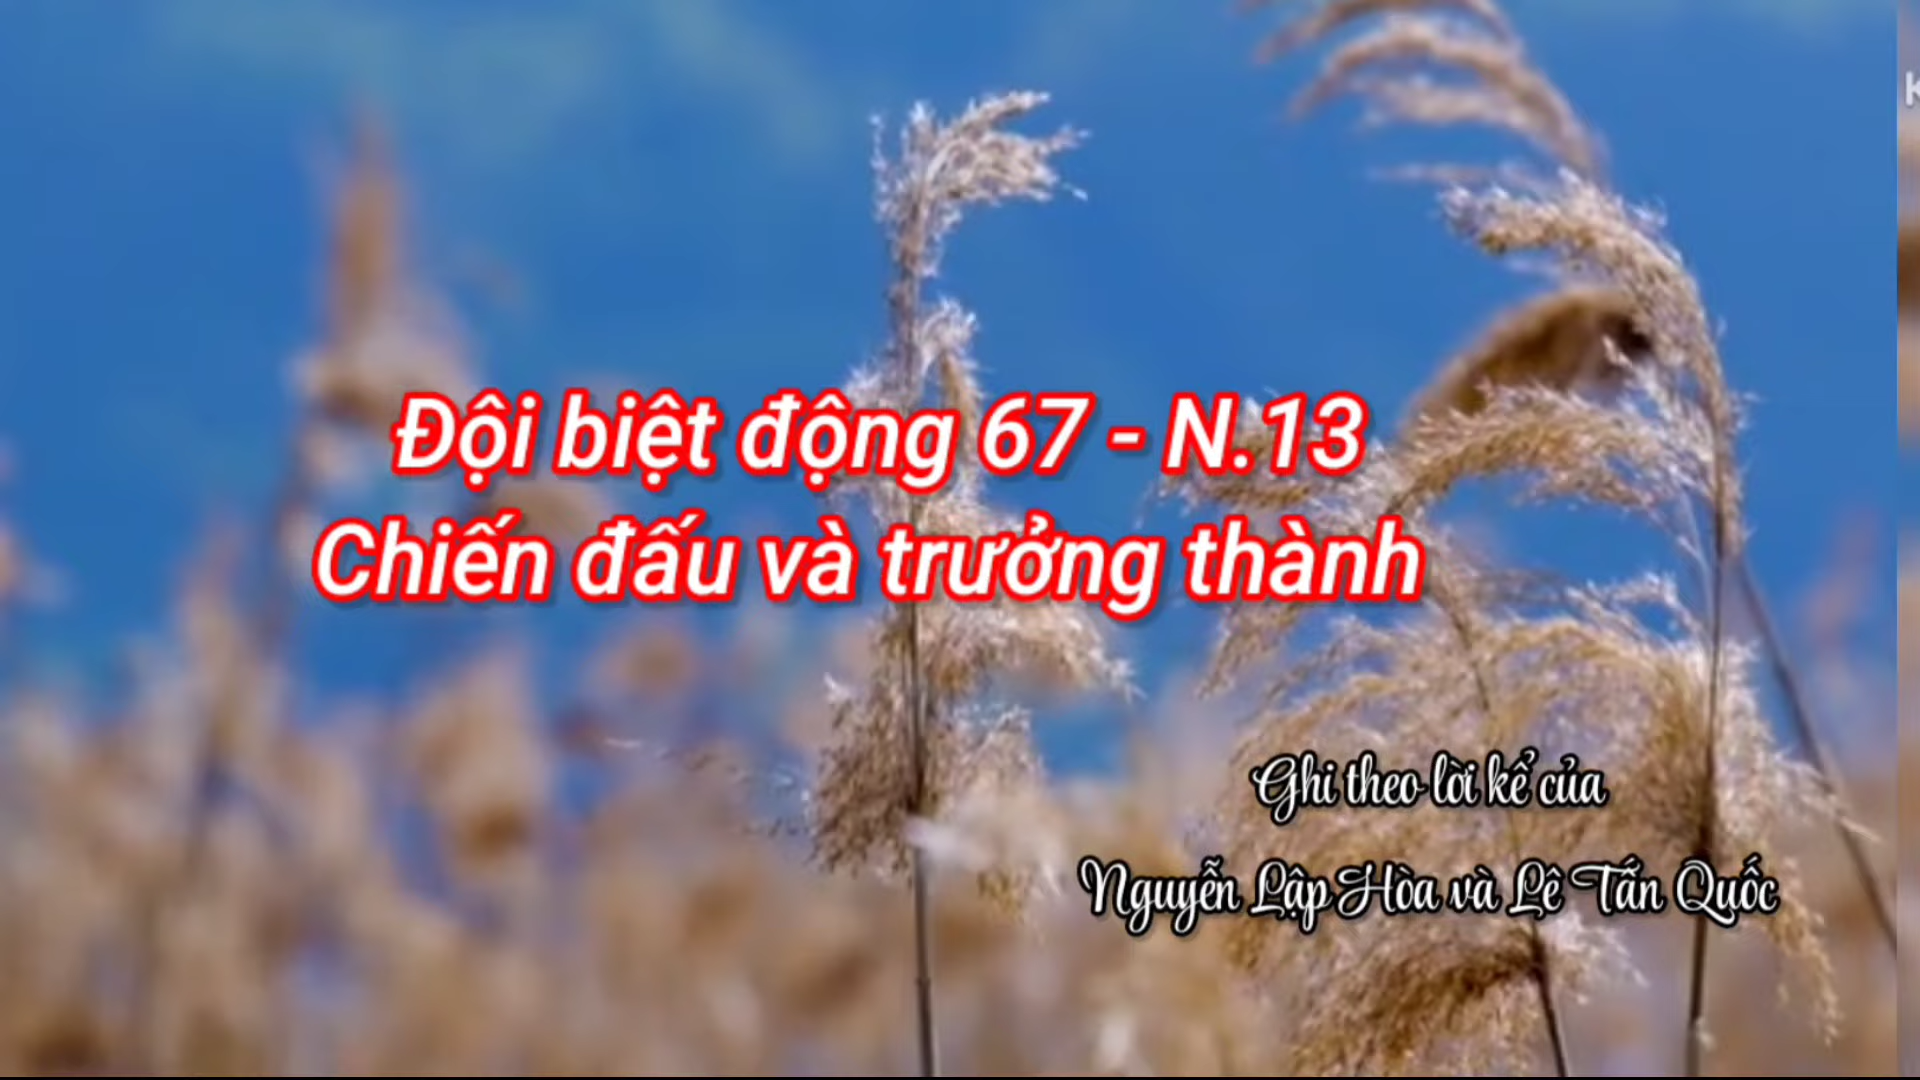 Đội biệt động 67 - N.13
Chiến đấu và trưởng thành
Ghi theo lời kể của
Nguyễn Lập Hòa và Lê Tấn Quốc